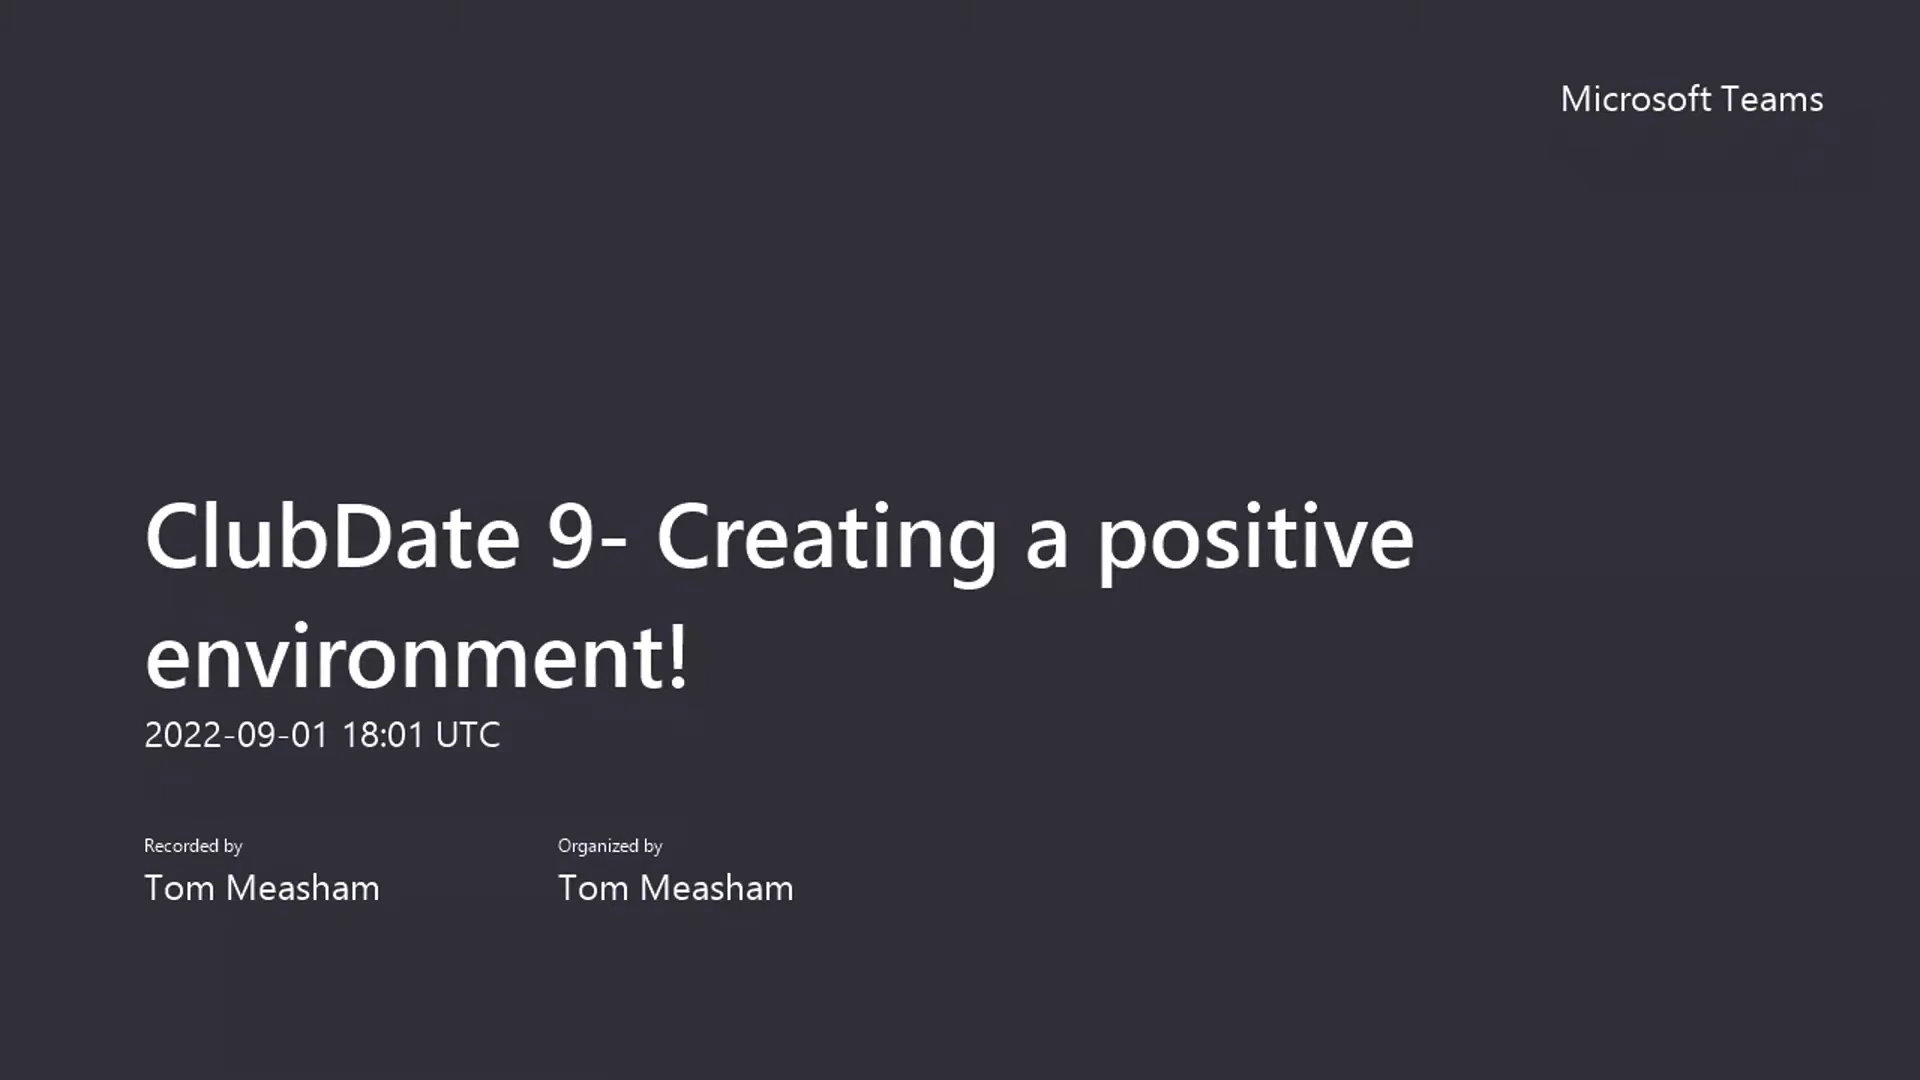 Microsoft Teams
ClubDate 9- Creating a positive
environment!
2022-09-01 18:01 UTC
Recorded by
Tom Measham
Organized by
Tom Measham